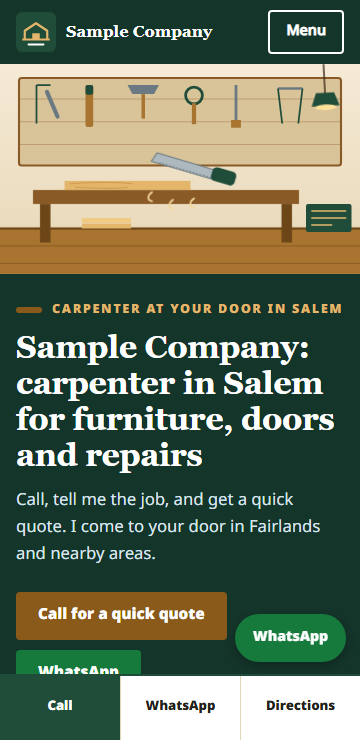 Sample Company
Menu
CARPENTER AT YOUR DOOR IN SALEM
Sample Company:
carpenter in Salem
for furniture, doors
and repairs
Call, tell me the job, and get a quick
quote. I come to your door in Fairlands
and nearby areas.
Call for a quick quote
WhatsApp
WhatsApp
Call
WhatsApp
Directions